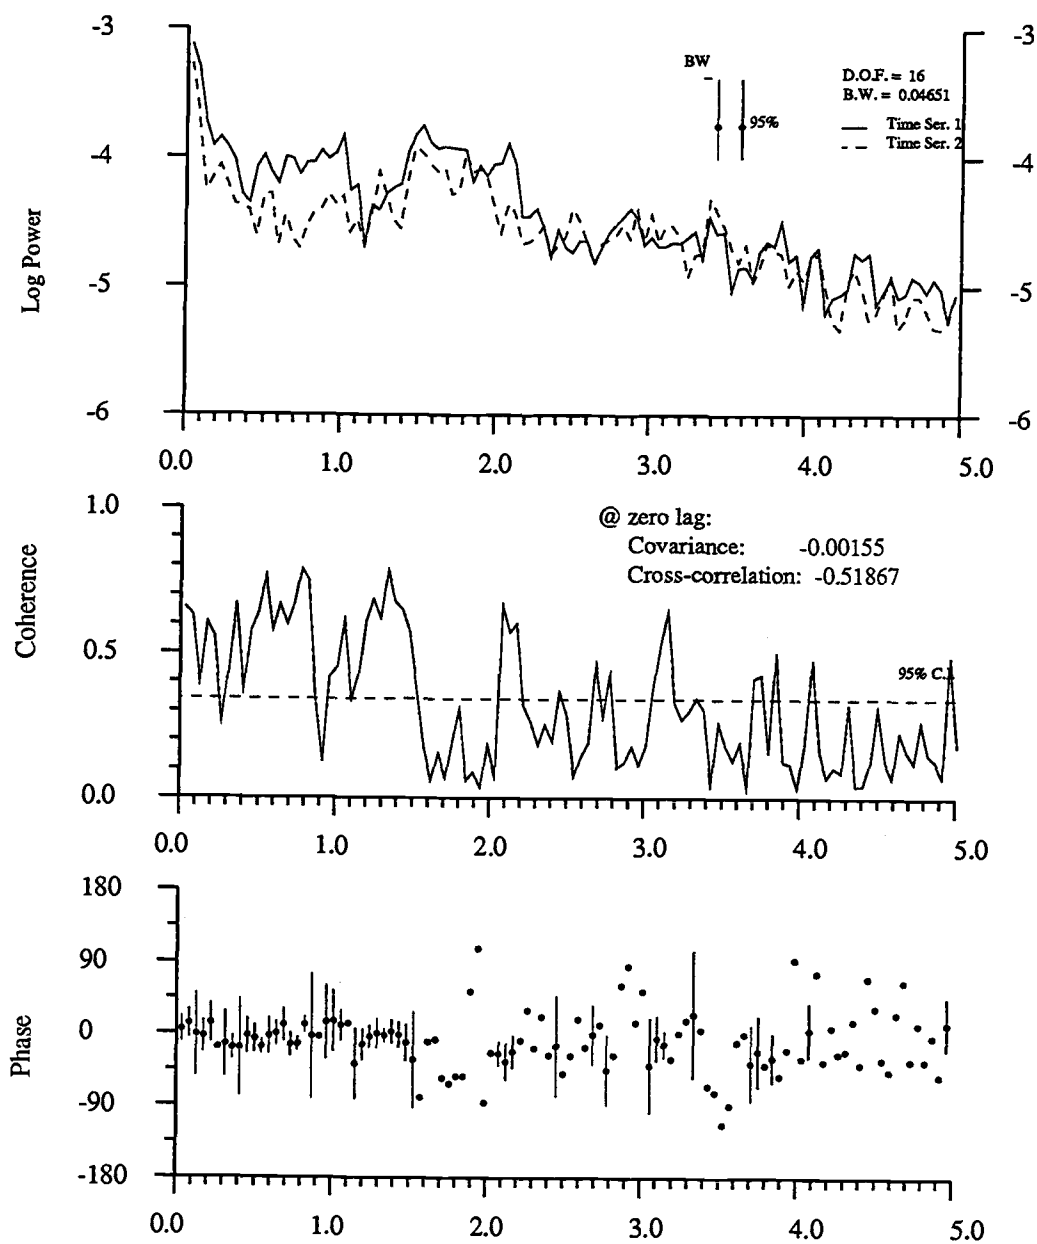 -3
-3
BW
D.O.F. = 16
B.W. = 0.04651
95%
Time Ser. 1
Time Ser. 2
-4
-4
Log Power
-5
-5
-6
-6
0.0 1.0 2.0 3.0 4.0 5.0
1.0
@ zero lag:
Covariance: -0.00155
Cross-correlation: -0.51867
Coherence
0.5
95% C.I
0.0
0.0 1.0 2.0 3.0 4.0 5.0
180
90
Phase
0
-90
-180
0.0 1.0 2.0 3.0 4.0 5.0